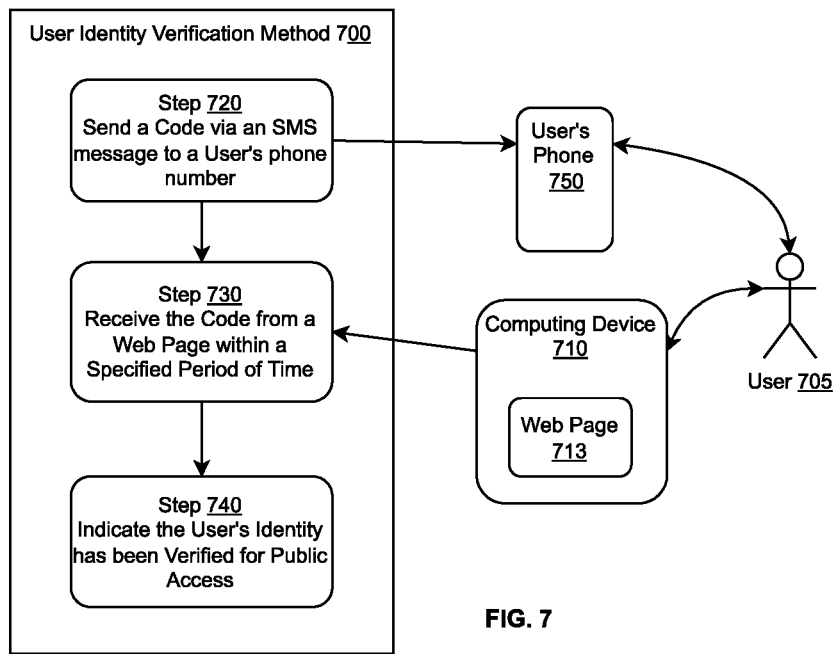 User Identity Verification Method 700
Step 720
Send a Code via an SMS
message to a User's phone
number
User's
Phone
750
Step 730
Receive the Code from a
Web Page within a
Specified Period of Time
Computing Device
710
Web Page
713
User 705
Step 740
Indicate the User's Identity
has been Verified for Public
Access
FIG. 7